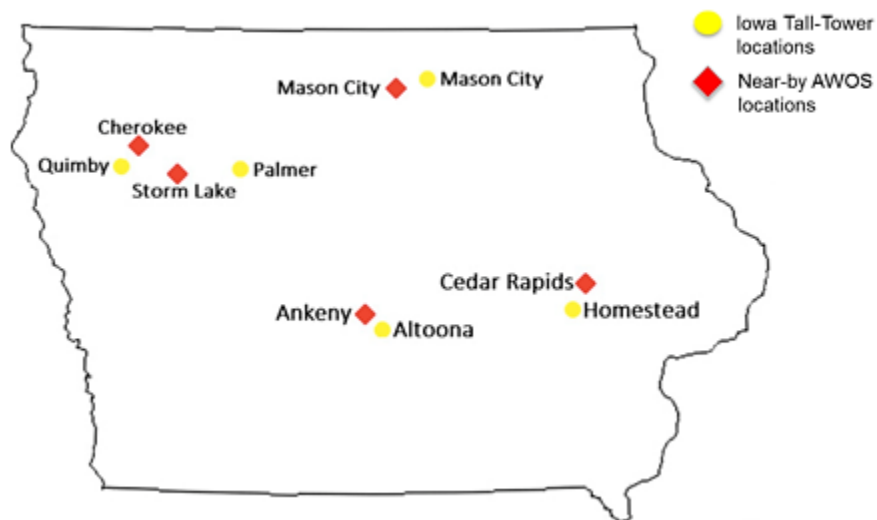 Iowa Tall-Tower
locations
Near-by AWOS
locations
Mason City
Mason City
Cherokee
Quimby
Palmer
Storm Lake
Cedar Rapids
Homestead
Ankeny
Altoona